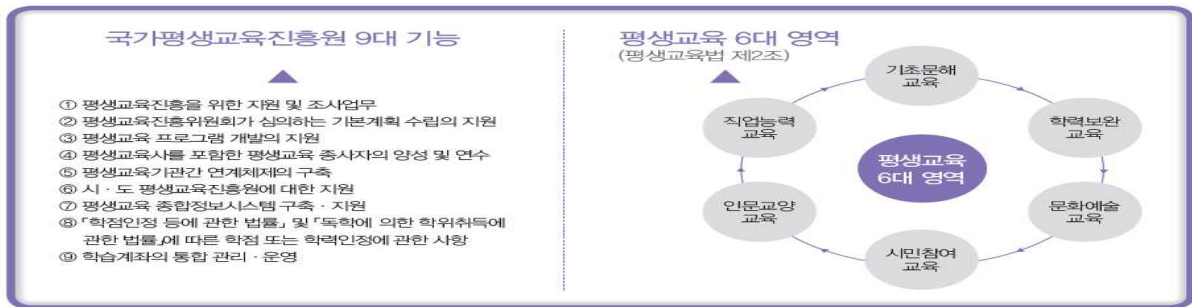 국가평생교육진흥원 9대 기능
① 평생교육진흥을 위한 지원 및 조사업무
② 평생교육진흥위원회가 심의하는 기본계획 수립의 지원
③ 평생교육 프로그램 개발의 지원
④ 평생교육사를 포함한 평생교육 종사자의 양성 및 연수
⑤ 평생교육기관간 연계체제의 구축
⑥ 시 · 도 평생교육진흥원에 대한 지원
⑦ 평생교육 종합정보시스템 구축 · 지원
⑧ 「학점인정 등에 관한 법률」 및 「독학에 의한 학위취득에
관한 법률」에 따른 학점 또는 학력인정에 관한 사항
⑨ 학습계좌의 통합 관리 · 운영
평생교육 6대 영역
(평생교육법 제2조)
기초문해
교육
학력보완
교육
문화예술
교육
시민참여
교육
인문교양
교육
직업능력
교육
평생교육
6대 영역